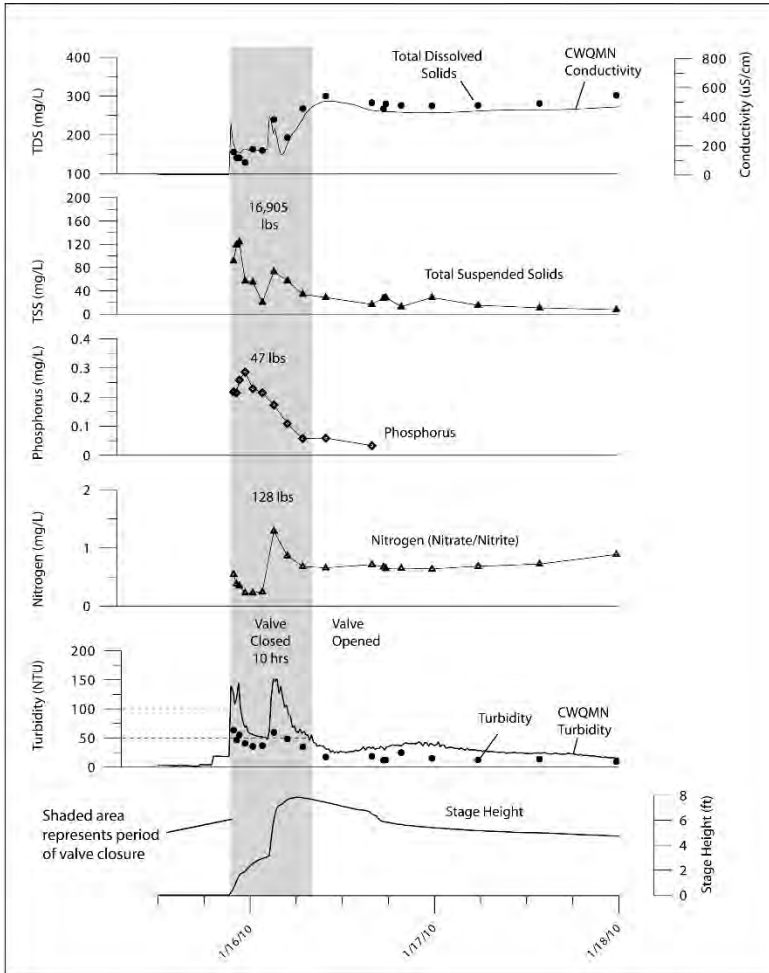 400
300
200
100
TDS (mg/L)
Total Dissolved
Solids
CWQMN
Conductivity
800
600
400
200
0
Conductivity (uS/cm)
200
160
120
80
40
0
TSS (mg/L)
16,905
lbs
Total Suspended Solids
0.4
0.3
0.2
0.1
0
Phosphorus (mg/L)
47 lbs
Phosphorus
2
1
0
Nitrogen (mg/L)
128 lbs
Nitrogen (Nitrate/Nitrite)
Valve
Closed
10 hrs
Valve
Opened
200
150
100
50
0
Turbidity (NTU)
Turbidity
CWQMN
Turbidity
Shaded area
represents period
of valve closure
Stage Height
8
6
4
2
0
Stage Height (ft)
1/16/10
1/17/10
1/18/10